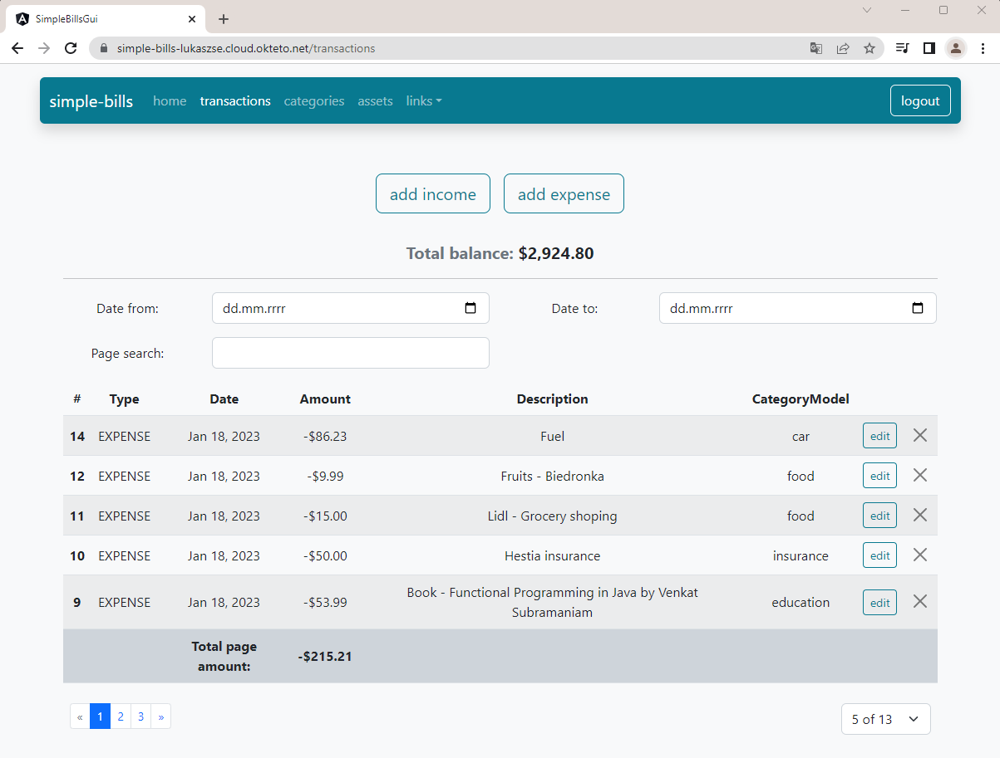 SimpleBillsGui
simple-bills-lukaszse.cloud.okteto.net/transactions
simple-bills home transactions categories assets links logout
add income add expense
Total balance: $2,924.80
Date from: dd.mm.rrrr Date to: dd.mm.rrrr
Page search:
# Type Date Amount Description CategoryModel
14 EXPENSE Jan 18, 2023 -$86.23 Fuel car edit
12 EXPENSE Jan 18, 2023 -$9.99 Fruits - Biedronka food edit
11 EXPENSE Jan 18, 2023 -$15.00 Lidl - Grocery shoping food edit
10 EXPENSE Jan 18, 2023 -$50.00 Hestia insurance insurance edit
9 EXPENSE Jan 18, 2023 -$53.99 Book - Functional Programming in Java by Venkat
Subramaniam education edit
Total page
amount: -$215.21
« 1 2 3 » 5 of 13